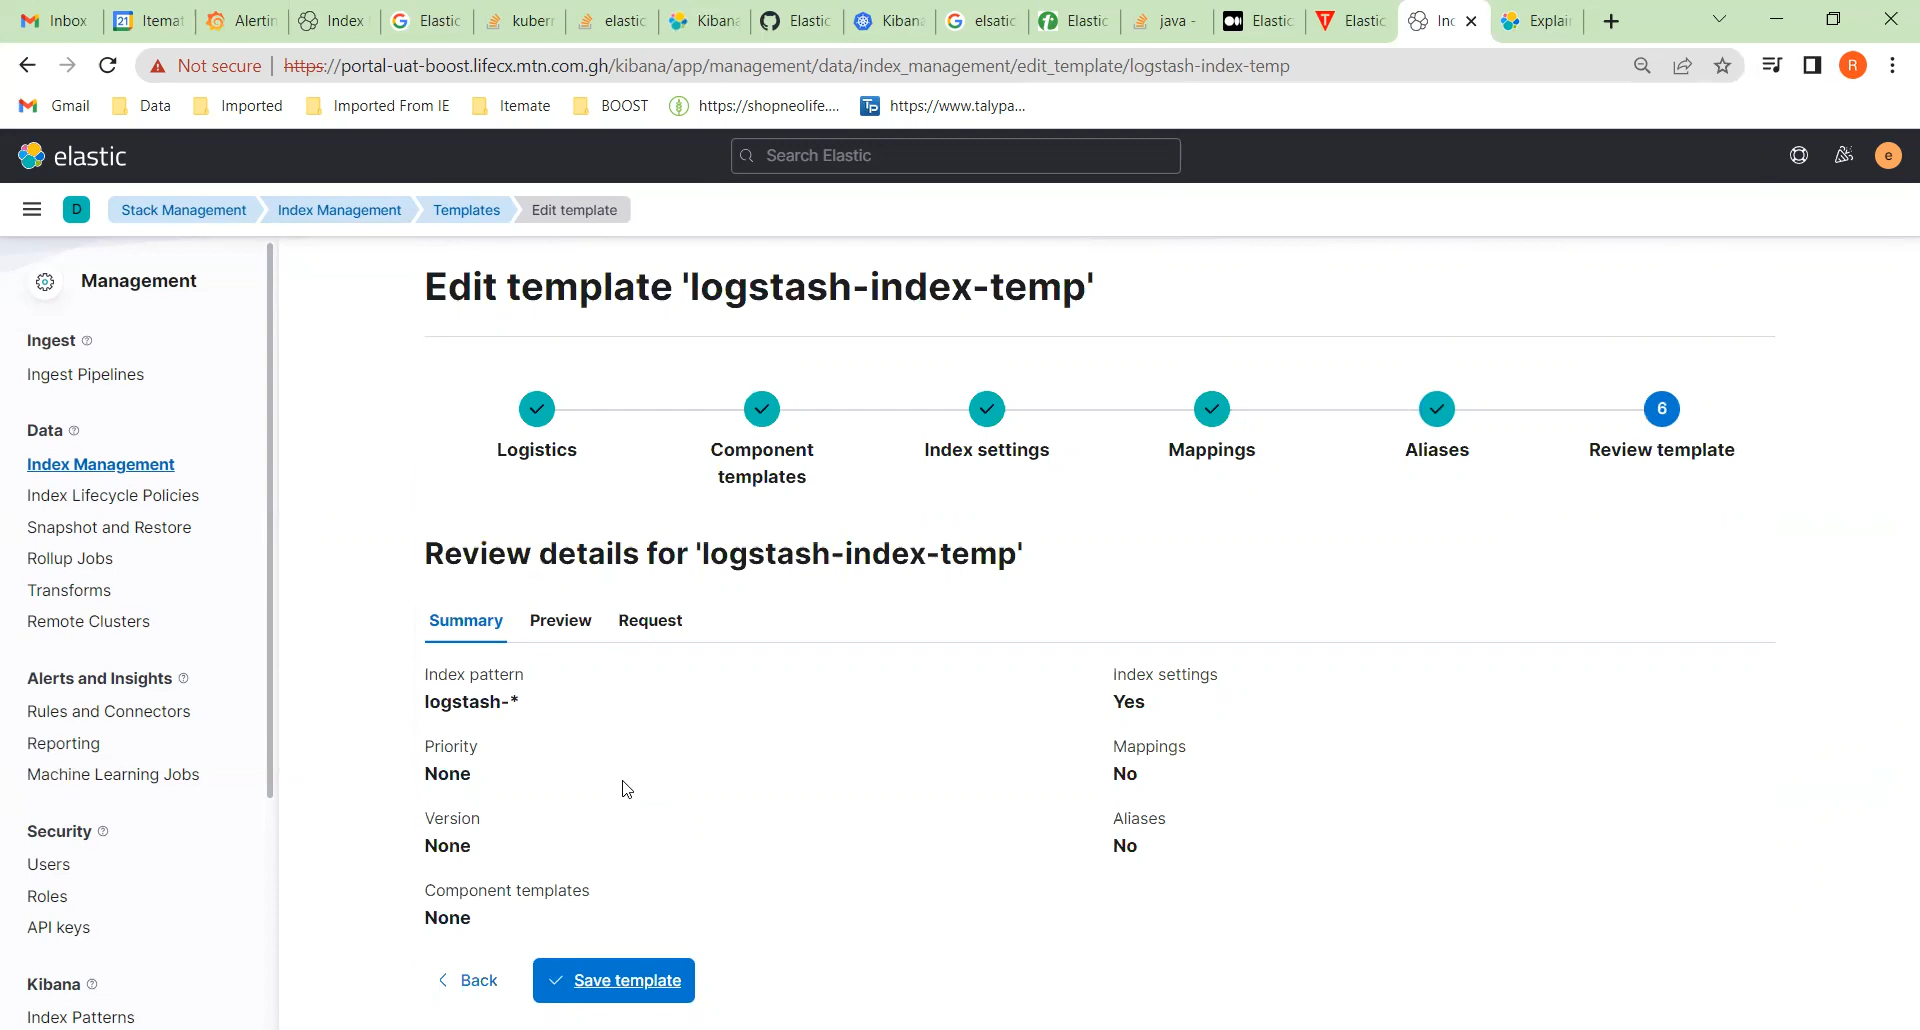 Inbox
Itemat
Alertin
Index
Elastic
kubern
elastic
Kibana
Elastic
Kibana
elsatic
Elastic
java -
Elastic
Elastic
Inc
Explain
Not secure | https://portal-uat-boost.lifecx.mtn.com.gh/kibana/app/management/data/index_management/edit_template/logstash-index-temp
R
Gmail
Data
Imported
Imported From IE
Itemate
BOOST
https://shopneolife....
https://www.talypa...
elastic
Search Elastic
e
D
Stack Management
Index Management
Templates
Edit template
Management
Ingest
Ingest Pipelines
Data
Index Management
Index Lifecycle Policies
Snapshot and Restore
Rollup Jobs
Transforms
Remote Clusters
Alerts and Insights
Rules and Connectors
Reporting
Machine Learning Jobs
Security
Users
Roles
API keys
Kibana
Index Patterns
Edit template 'logstash-index-temp'
Logistics
Component
templates
Index settings
Mappings
Aliases
6
Review template
Review details for 'logstash-index-temp'
Summary
Preview
Request
Index pattern
logstash-*
Priority
None
Version
None
Component templates
None
Index settings
Yes
Mappings
No
Aliases
No
Back
Save template